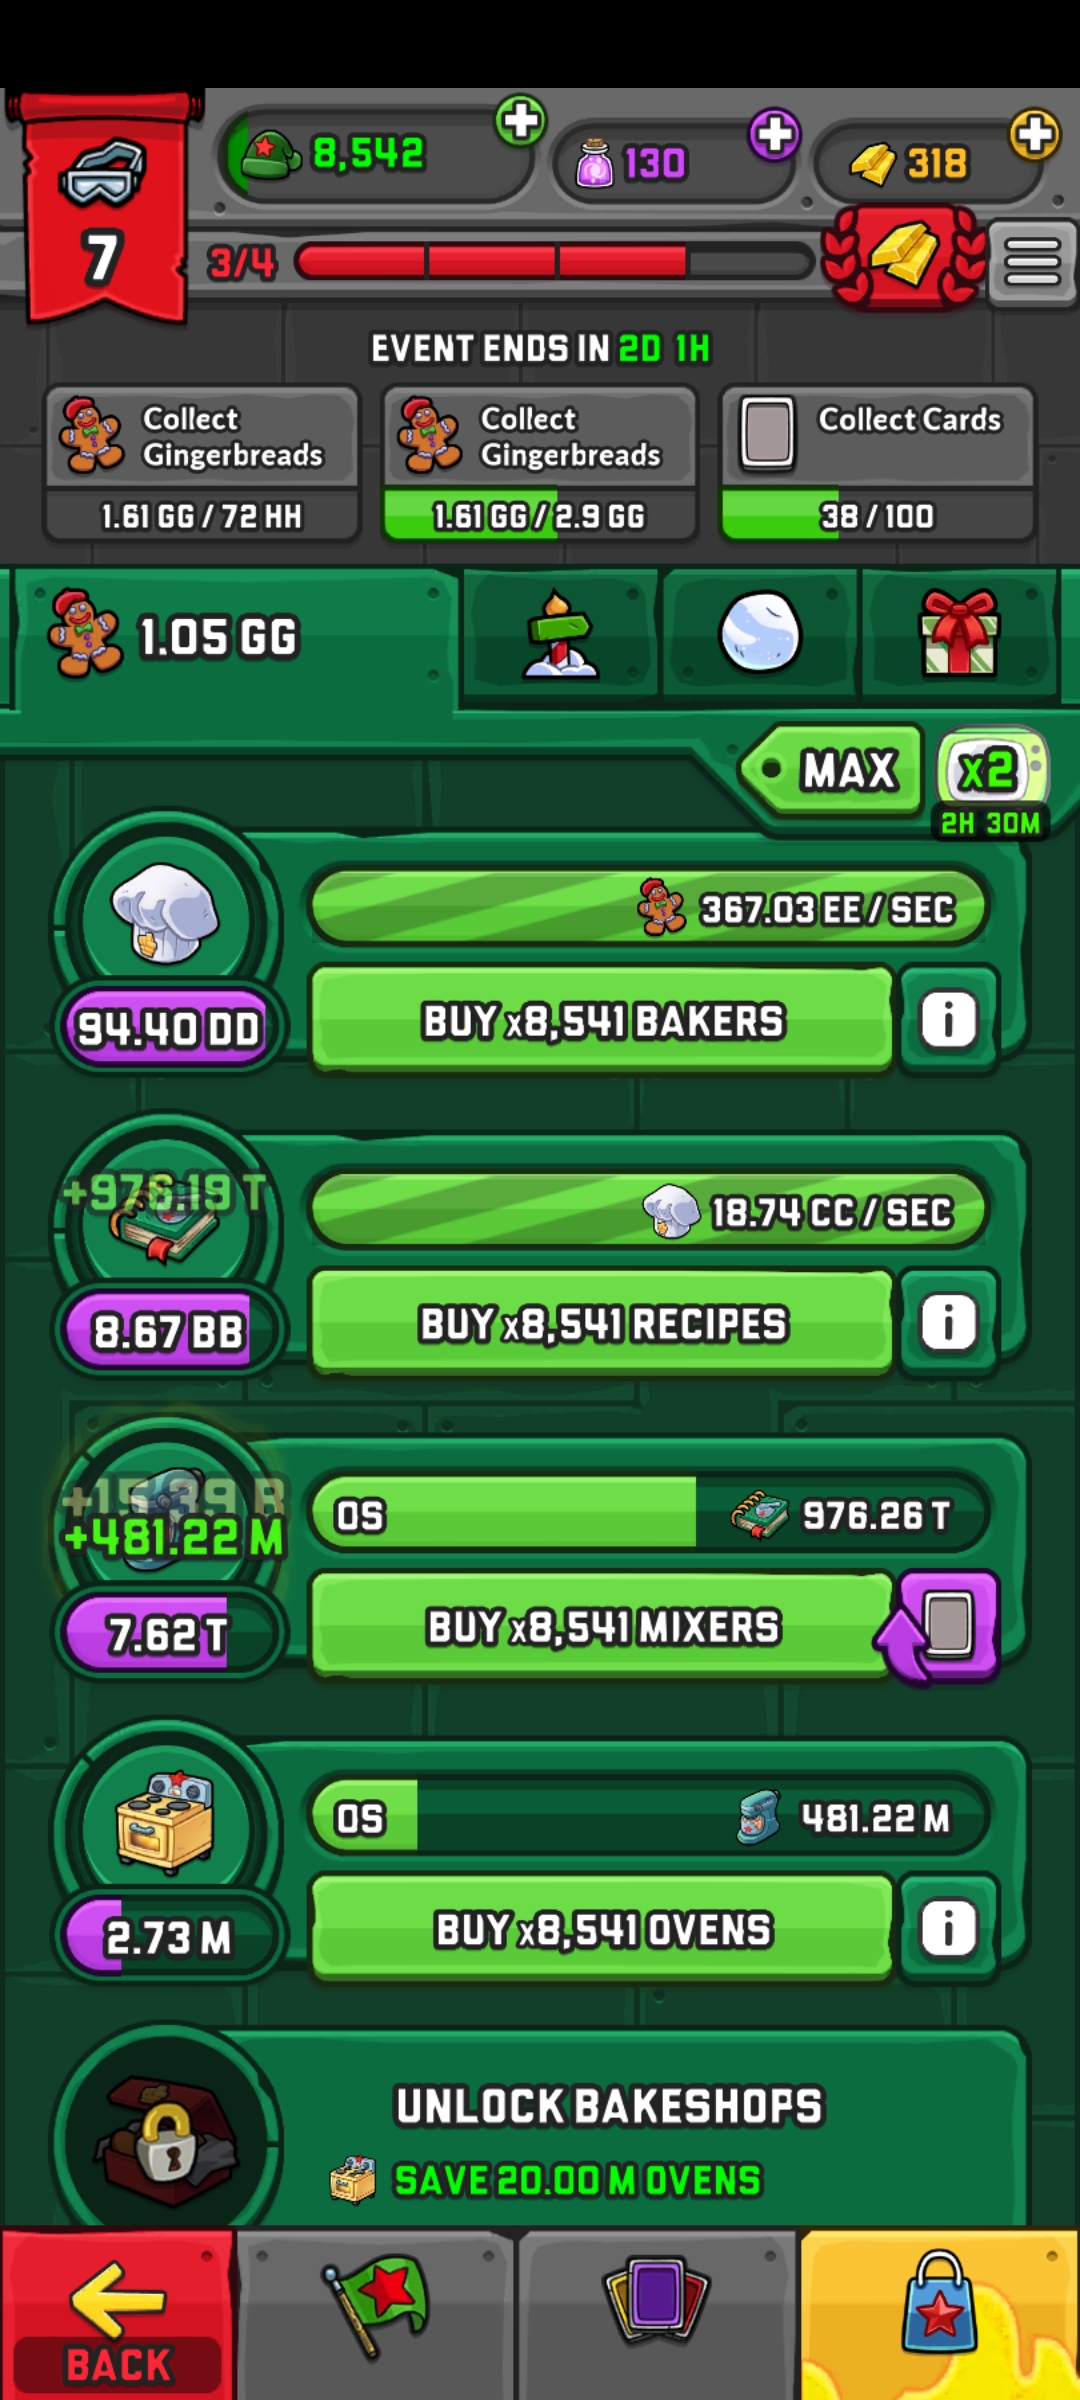 8,542
130
318
7
3/4
EVENT ENDS IN 2D 1H
Collect Gingerbreads
1.61 GG / 72 HH
Collect Gingerbreads
1.61 GG / 2.9 GG
Collect Cards
38 / 100
1.05 GG
MAX
x2
2H 30M
367.03 EE / SEC
94.40 DD
BUY x8,541 BAKERS
+976.19 T
18.74 CC / SEC
8.67 BB
BUY x8,541 RECIPES
+481.22 M
0S
976.26 T
7.62 T
BUY x8,541 MIXERS
0S
481.22 M
2.73 M
BUY x8,541 OVENS
UNLOCK BAKESHOPS
SAVE 20.00 M OVENS
BACK